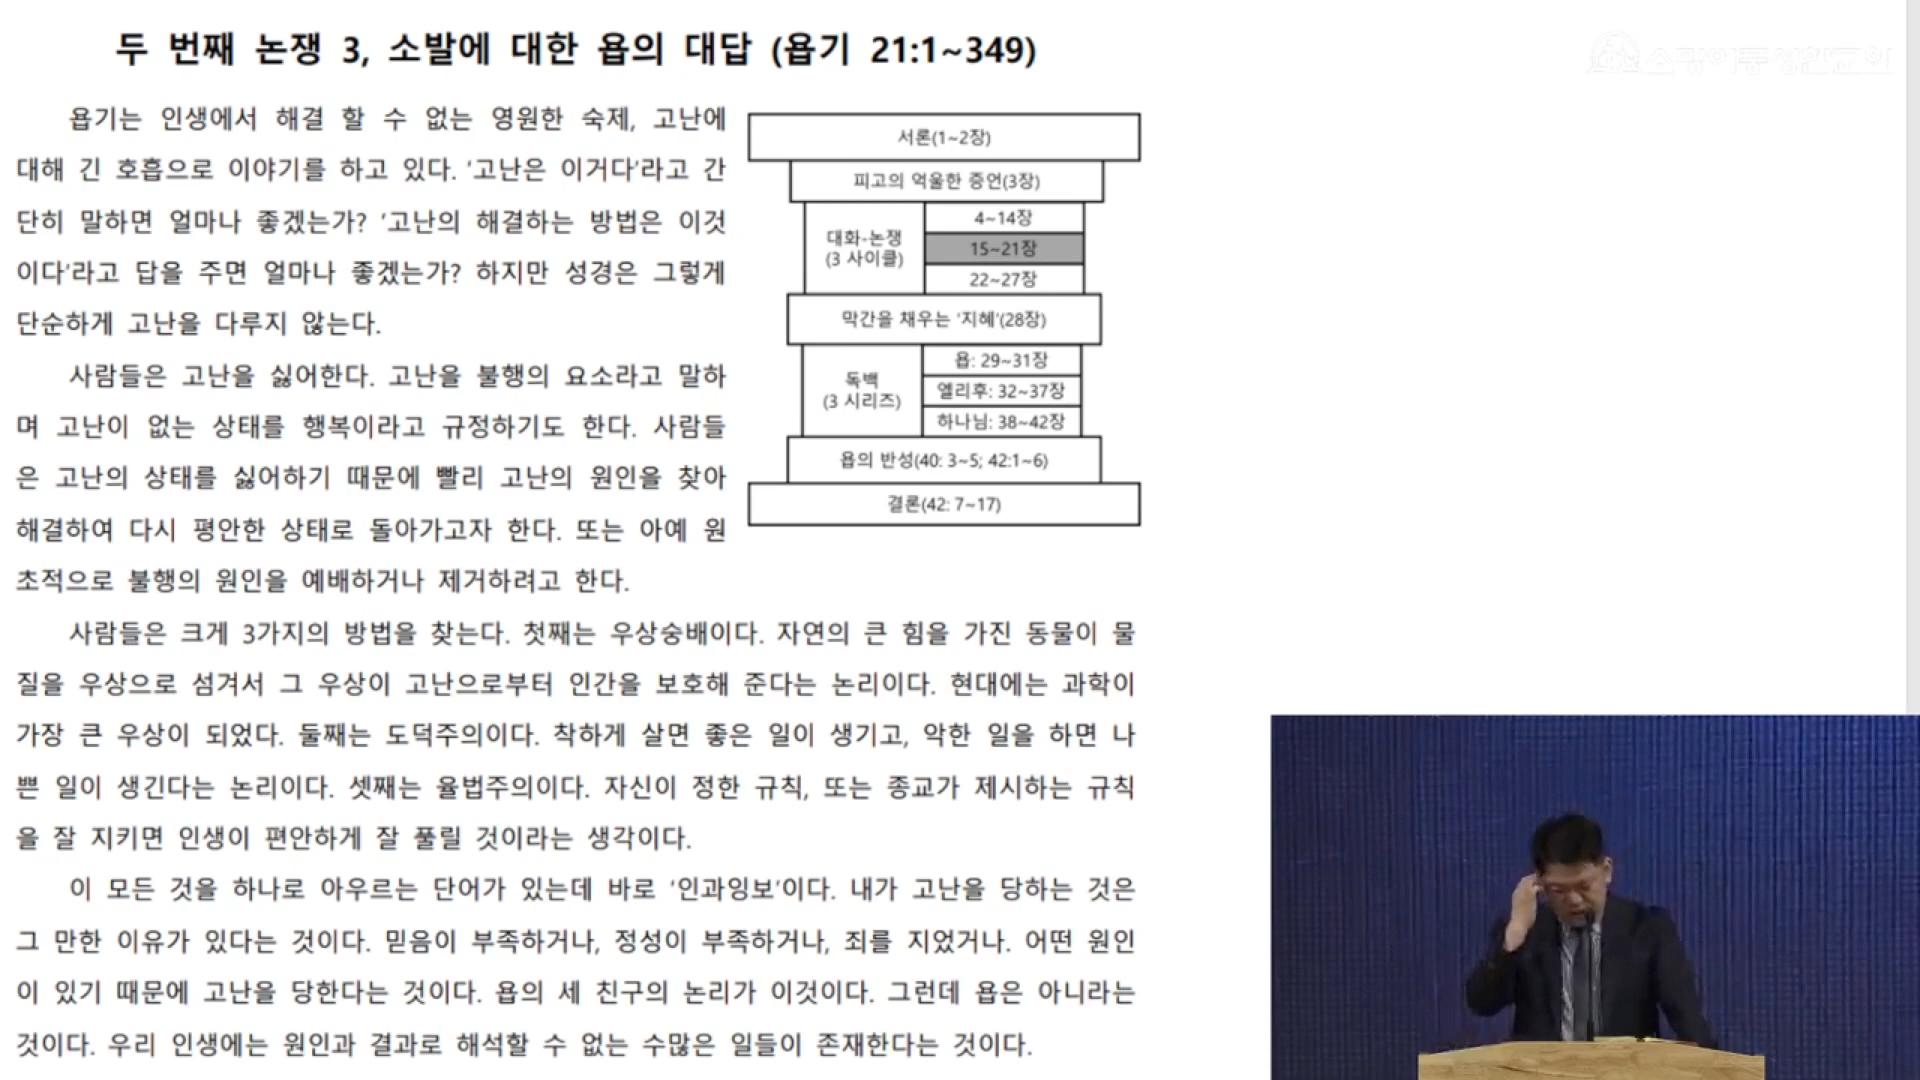 두 번째 논쟁 3, 소발에 대한 욥의 대답 (욥기 21:1~349)
욥기는 인생에서 해결 할 수 없는 영원한 숙제, 고난에
대해 긴 호흡으로 이야기를 하고 있다. '고난은 이거다'라고 간
단히 말하면 얼마나 좋겠는가? '고난의 해결하는 방법은 이것
이다'라고 답을 주면 얼마나 좋겠는가? 하지만 성경은 그렇게
단순하게 고난을 다루지 않는다.
사람들은 고난을 싫어한다. 고난을 불행의 요소라고 말하
며 고난이 없는 상태를 행복이라고 규정하기도 한다. 사람들
은 고난의 상태를 싫어하기 때문에 빨리 고난의 원인을 찾아
해결하여 다시 평안한 상태로 돌아가고자 한다. 또는 아예 원
초적으로 불행의 원인을 예배하거나 제거하려고 한다.
서론(1~2장)
피고의 억울한 증언(3장)
대화-논쟁
(3 사이클)
4~14장
15~21장
22~27장
막간을 채우는 '지혜'(28장)
독백
(3 시리즈)
욥: 29~31장
엘리후: 32~37장
하나님: 38~42장
욥의 반성(40: 3~5; 42:1~6)
결론(42: 7~17)
사람들은 크게 3가지의 방법을 찾는다. 첫째는 우상숭배이다. 자연의 큰 힘을 가진 동물이 물
질을 우상으로 섬겨서 그 우상이 고난으로부터 인간을 보호해 준다는 논리이다. 현대에는 과학이
가장 큰 우상이 되었다. 둘째는 도덕주의이다. 착하게 살면 좋은 일이 생기고, 악한 일을 하면 나
쁜 일이 생긴다는 논리이다. 셋째는 율법주의이다. 자신이 정한 규칙, 또는 종교가 제시하는 규칙
을 잘 지키면 인생이 편안하게 잘 풀릴 것이라는 생각이다.
이 모든 것을 하나로 아우르는 단어가 있는데 바로 '인과잉보'이다. 내가 고난을 당하는 것은
그 만한 이유가 있다는 것이다. 믿음이 부족하거나, 정성이 부족하거나, 죄를 지었거나. 어떤 원인
이 있기 때문에 고난을 당한다는 것이다. 욥의 세 친구의 논리가 이것이다. 그런데 욥은 아니라는
것이다. 우리 인생에는 원인과 결과로 해석할 수 없는 수많은 일들이 존재한다는 것이다.